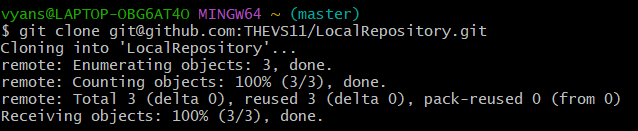 vyans@LAPTOP-OBG6AT4O MINGW64 ~ (master)
$ git clone git@github.com:THEVS11/LocalRepository.git
Cloning into 'LocalRepository'...
remote: Enumerating objects: 3, done.
remote: Counting objects: 100% (3/3), done.
remote: Total 3 (delta 0), reused 3 (delta 0), pack-reused 0 (from 0)
Receiving objects: 100% (3/3), done.